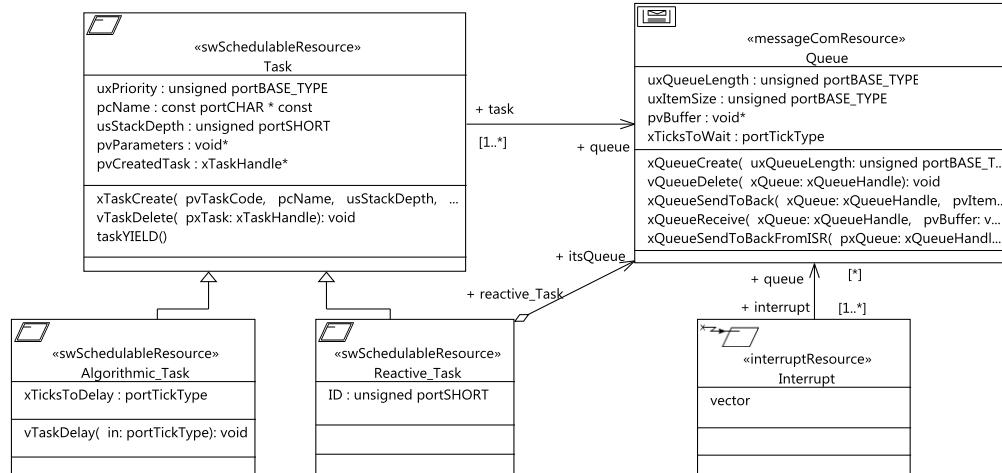 «swSchedulableResource»
Task
uxPriority : unsigned portBASE_TYPE
pcName : const portCHAR * const
usStackDepth : unsigned portSHORT
pvParameters : void*
pvCreatedTask : xTaskHandle*
xTaskCreate( pvTaskCode, pcName, usStackDepth, ...
vTaskDelete( pxTask: xTaskHandle): void
taskYIELD()
+ task
[1..*]
+ queue
«messageComResource»
Queue
uxQueueLength : unsigned portBASE_TYPE
uxItemSize : unsigned portBASE_TYPE
pvBuffer : void*
xTicksToWait : portTickType
xQueueCreate( uxQueueLength: unsigned portBASE_T...
vQueueDelete( xQueue: xQueueHandle): void
xQueueSendToBack( xQueue: xQueueHandle, pvItem...
xQueueReceive( xQueue: xQueueHandle, pvBuffer: v...
xQueueSendToBackFromISR( pxQueue: xQueueHandl...
+ itsQueue
+ reactive_Task
+ queue
[*]
+ interrupt
[1..*]
«swSchedulableResource»
Algorithmic_Task
xTicksToDelay : portTickType
vTaskDelay( in: portTickType): void
«swSchedulableResource»
Reactive_Task
ID : unsigned portSHORT
«interruptResource»
Interrupt
vector